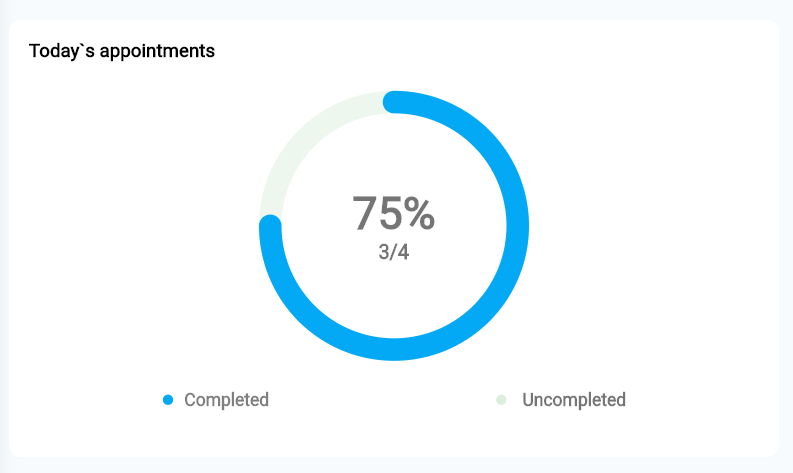 Today`s appointments
75%
3/4
Completed
Uncompleted